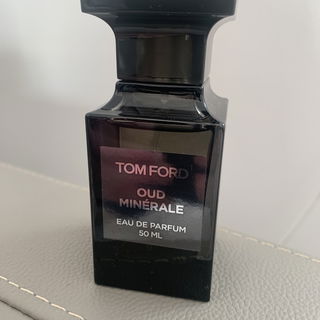 TOM FORD
OUD
MINÉRALE
EAU DE PARFUM
50 ML